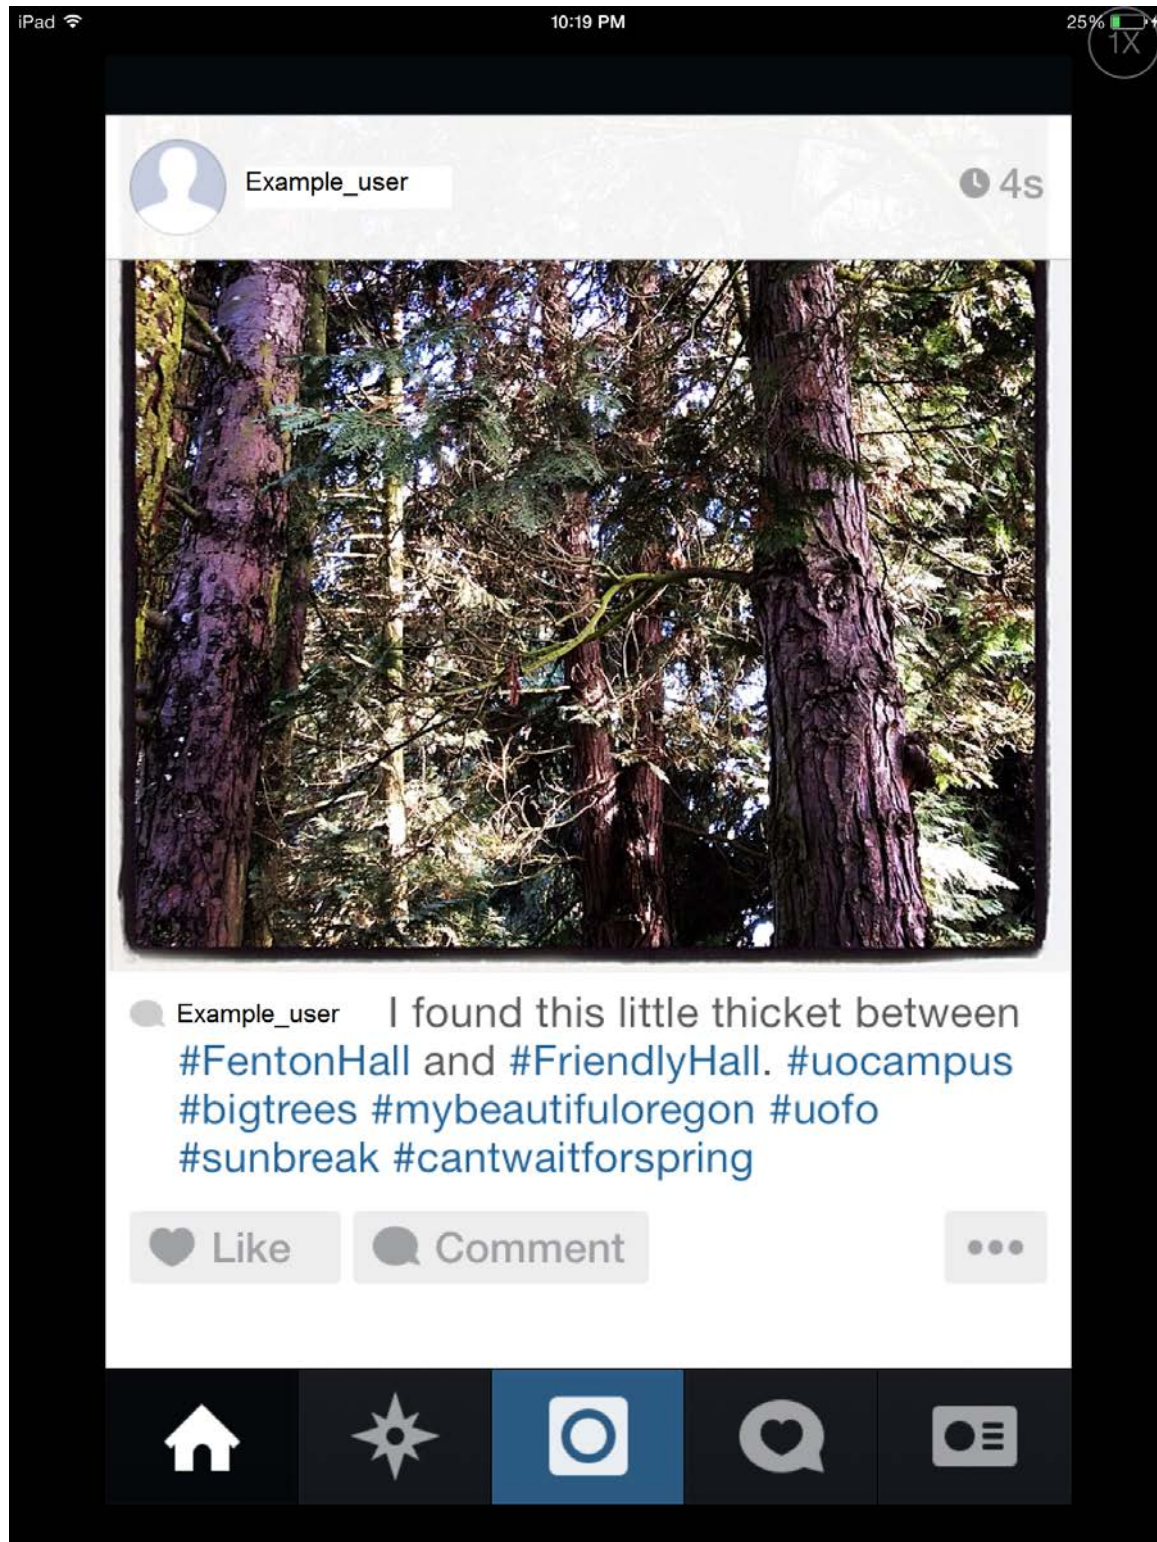 iPad 10:19 PM 25%
1X
Example_user 4s
Example_user I found this little thicket between
#FentonHall and #FriendlyHall. #uocampus
#bigtrees #mybeautifuloregon #uofo
#sunbreak #cantwaitforspring
Like Comment